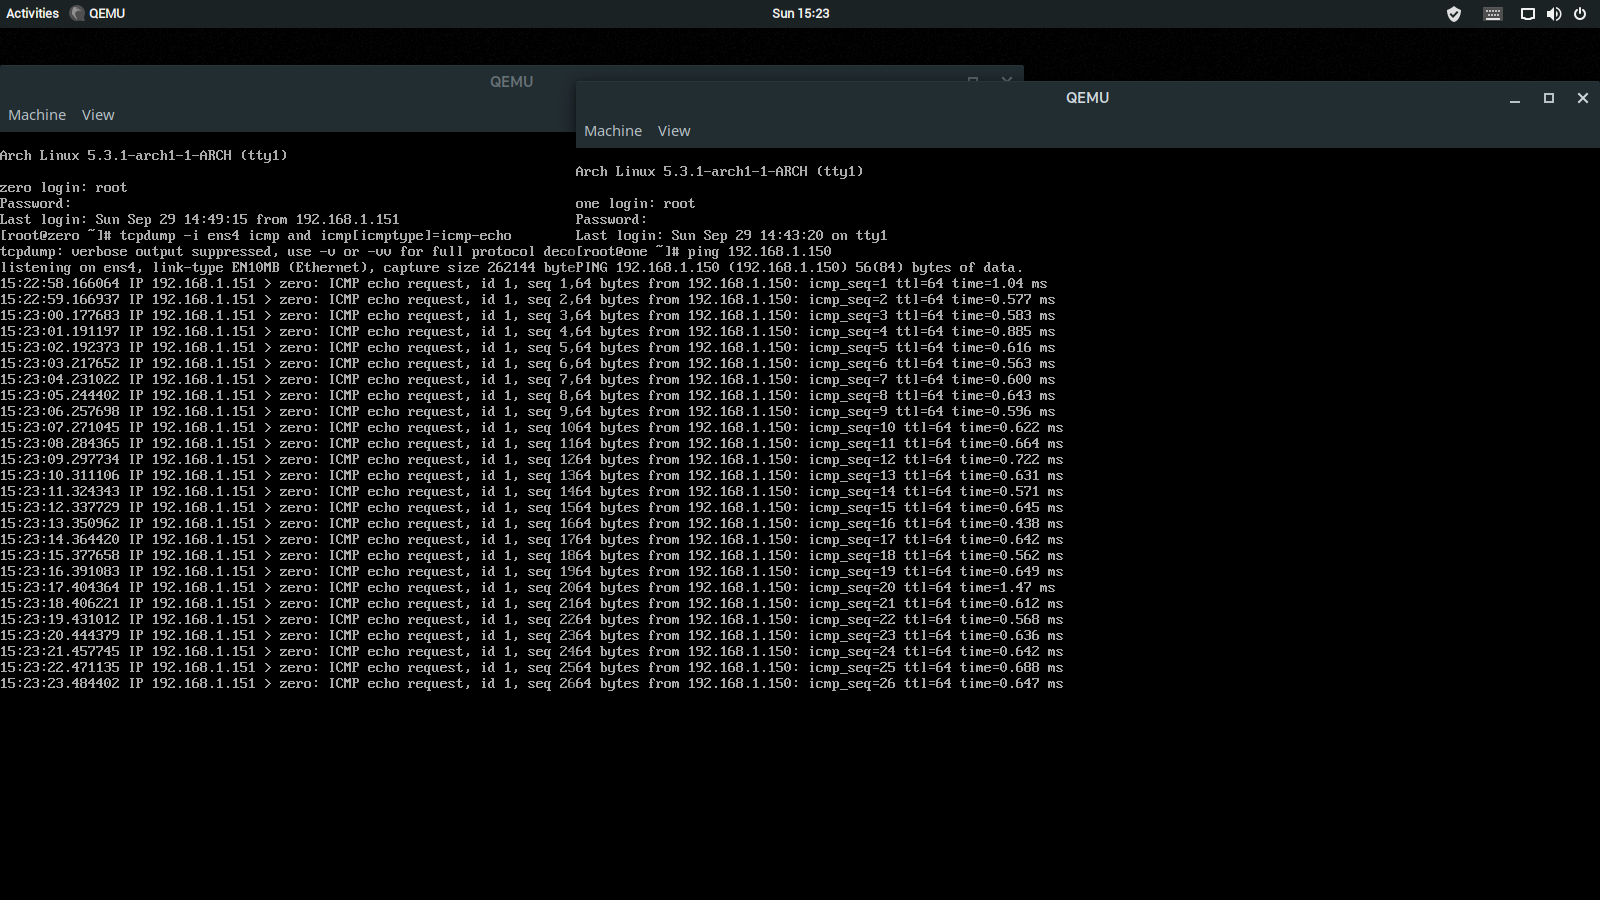 Activities QEMU Sun 15:23
QEMU
Machine View
Arch Linux 5.3.1-arch1-1-ARCH (tty1)
zero login: root
Password:
Last login: Sun Sep 29 14:49:15 from 192.168.1.151
[root@zero ~]# tcpdump -i ens4 icmp and icmp[icmptype]=icmp-echo
tcpdump: verbose output suppressed, use -v or -vv for full protocol deco
listening on ens4, link-type EN10MB (Ethernet), capture size 262144 byte
15:22:58.166064 IP 192.168.1.151 > zero: ICMP echo request, id 1, seq 1,
15:22:59.166937 IP 192.168.1.151 > zero: ICMP echo request, id 1, seq 2,
15:23:00.177683 IP 192.168.1.151 > zero: ICMP echo request, id 1, seq 3,
15:23:01.191197 IP 192.168.1.151 > zero: ICMP echo request, id 1, seq 4,
15:23:02.192373 IP 192.168.1.151 > zero: ICMP echo request, id 1, seq 5,
15:23:03.217652 IP 192.168.1.151 > zero: ICMP echo request, id 1, seq 6,
15:23:04.231022 IP 192.168.1.151 > zero: ICMP echo request, id 1, seq 7,
15:23:05.244402 IP 192.168.1.151 > zero: ICMP echo request, id 1, seq 8,
15:23:06.257698 IP 192.168.1.151 > zero: ICMP echo request, id 1, seq 9,
15:23:07.271045 IP 192.168.1.151 > zero: ICMP echo request, id 1, seq 10
15:23:08.284365 IP 192.168.1.151 > zero: ICMP echo request, id 1, seq 11
15:23:09.297734 IP 192.168.1.151 > zero: ICMP echo request, id 1, seq 12
15:23:10.311106 IP 192.168.1.151 > zero: ICMP echo request, id 1, seq 13
15:23:11.324343 IP 192.168.1.151 > zero: ICMP echo request, id 1, seq 14
15:23:12.337729 IP 192.168.1.151 > zero: ICMP echo request, id 1, seq 15
15:23:13.350962 IP 192.168.1.151 > zero: ICMP echo request, id 1, seq 16
15:23:14.364420 IP 192.168.1.151 > zero: ICMP echo request, id 1, seq 17
15:23:15.377658 IP 192.168.1.151 > zero: ICMP echo request, id 1, seq 18
15:23:16.391083 IP 192.168.1.151 > zero: ICMP echo request, id 1, seq 19
15:23:17.404364 IP 192.168.1.151 > zero: ICMP echo request, id 1, seq 20
15:23:18.406221 IP 192.168.1.151 > zero: ICMP echo request, id 1, seq 21
15:23:19.431012 IP 192.168.1.151 > zero: ICMP echo request, id 1, seq 22
15:23:20.444379 IP 192.168.1.151 > zero: ICMP echo request, id 1, seq 23
15:23:21.457745 IP 192.168.1.151 > zero: ICMP echo request, id 1, seq 24
15:23:22.471135 IP 192.168.1.151 > zero: ICMP echo request, id 1, seq 25
15:23:23.484402 IP 192.168.1.151 > zero: ICMP echo request, id 1, seq 26
QEMU
Machine View
Arch Linux 5.3.1-arch1-1-ARCH (tty1)
one login: root
Password:
Last login: Sun Sep 29 14:43:20 on tty1
[root@one ~]# ping 192.168.1.150
PING 192.168.1.150 (192.168.1.150) 56(84) bytes of data.
64 bytes from 192.168.1.150: icmp_seq=1 ttl=64 time=1.04 ms
64 bytes from 192.168.1.150: icmp_seq=2 ttl=64 time=0.577 ms
64 bytes from 192.168.1.150: icmp_seq=3 ttl=64 time=0.583 ms
64 bytes from 192.168.1.150: icmp_seq=4 ttl=64 time=0.885 ms
64 bytes from 192.168.1.150: icmp_seq=5 ttl=64 time=0.616 ms
64 bytes from 192.168.1.150: icmp_seq=6 ttl=64 time=0.563 ms
64 bytes from 192.168.1.150: icmp_seq=7 ttl=64 time=0.600 ms
64 bytes from 192.168.1.150: icmp_seq=8 ttl=64 time=0.643 ms
64 bytes from 192.168.1.150: icmp_seq=9 ttl=64 time=0.596 ms
64 bytes from 192.168.1.150: icmp_seq=10 ttl=64 time=0.622 ms
64 bytes from 192.168.1.150: icmp_seq=11 ttl=64 time=0.664 ms
64 bytes from 192.168.1.150: icmp_seq=12 ttl=64 time=0.722 ms
64 bytes from 192.168.1.150: icmp_seq=13 ttl=64 time=0.631 ms
64 bytes from 192.168.1.150: icmp_seq=14 ttl=64 time=0.571 ms
64 bytes from 192.168.1.150: icmp_seq=15 ttl=64 time=0.645 ms
64 bytes from 192.168.1.150: icmp_seq=16 ttl=64 time=0.438 ms
64 bytes from 192.168.1.150: icmp_seq=17 ttl=64 time=0.642 ms
64 bytes from 192.168.1.150: icmp_seq=18 ttl=64 time=0.562 ms
64 bytes from 192.168.1.150: icmp_seq=19 ttl=64 time=0.649 ms
64 bytes from 192.168.1.150: icmp_seq=20 ttl=64 time=1.47 ms
64 bytes from 192.168.1.150: icmp_seq=21 ttl=64 time=0.612 ms
64 bytes from 192.168.1.150: icmp_seq=22 ttl=64 time=0.568 ms
64 bytes from 192.168.1.150: icmp_seq=23 ttl=64 time=0.636 ms
64 bytes from 192.168.1.150: icmp_seq=24 ttl=64 time=0.642 ms
64 bytes from 192.168.1.150: icmp_seq=25 ttl=64 time=0.688 ms
64 bytes from 192.168.1.150: icmp_seq=26 ttl=64 time=0.647 ms